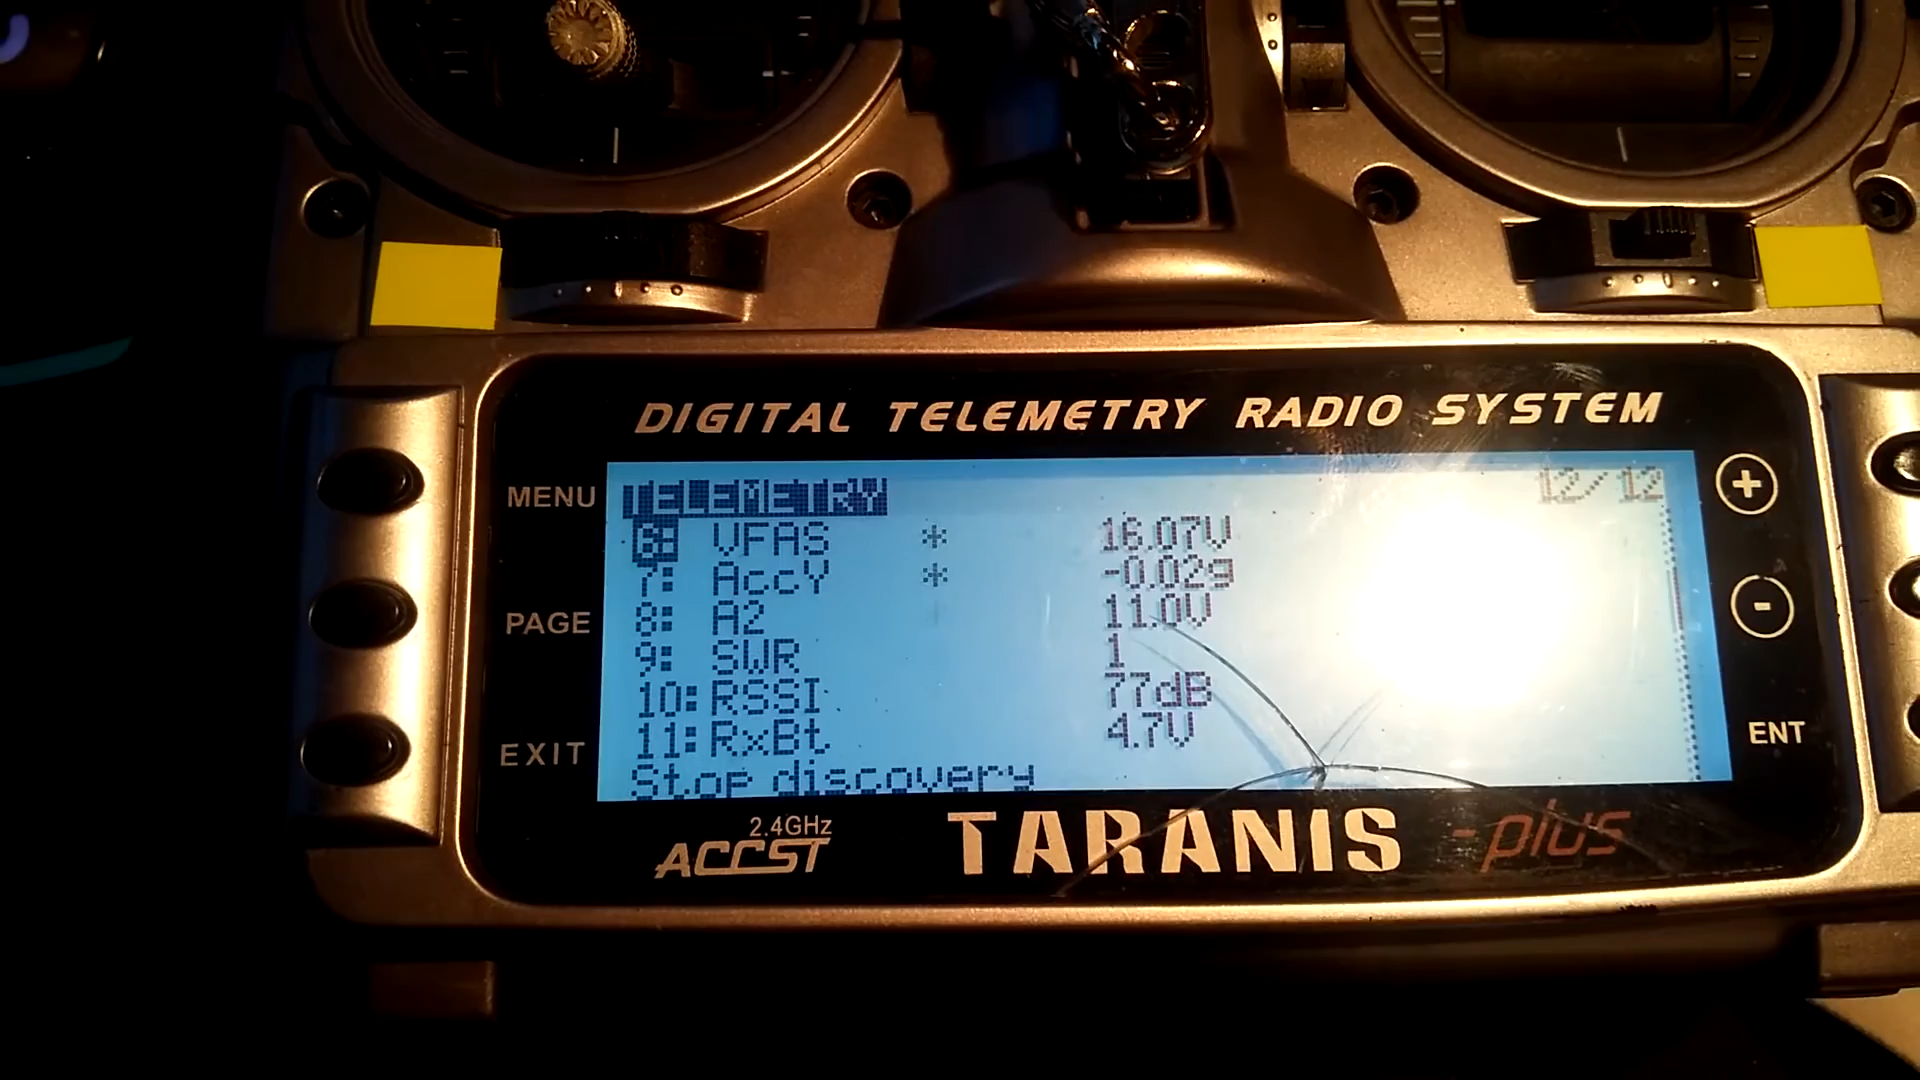 DIGITAL TELEMETRY RADIO SYSTEM
MENU
PAGE
EXIT
TELEMETRY 12/12
6: VFAS * 16.07V
7: AccY * -0.02g
8: A2 11.0V
9: SWR 1
10: RSSI 77dB
11: RxBt 4.7V
Stop discovery
+
-
ENT
2.4GHz
ACCST
TARANIS -plus